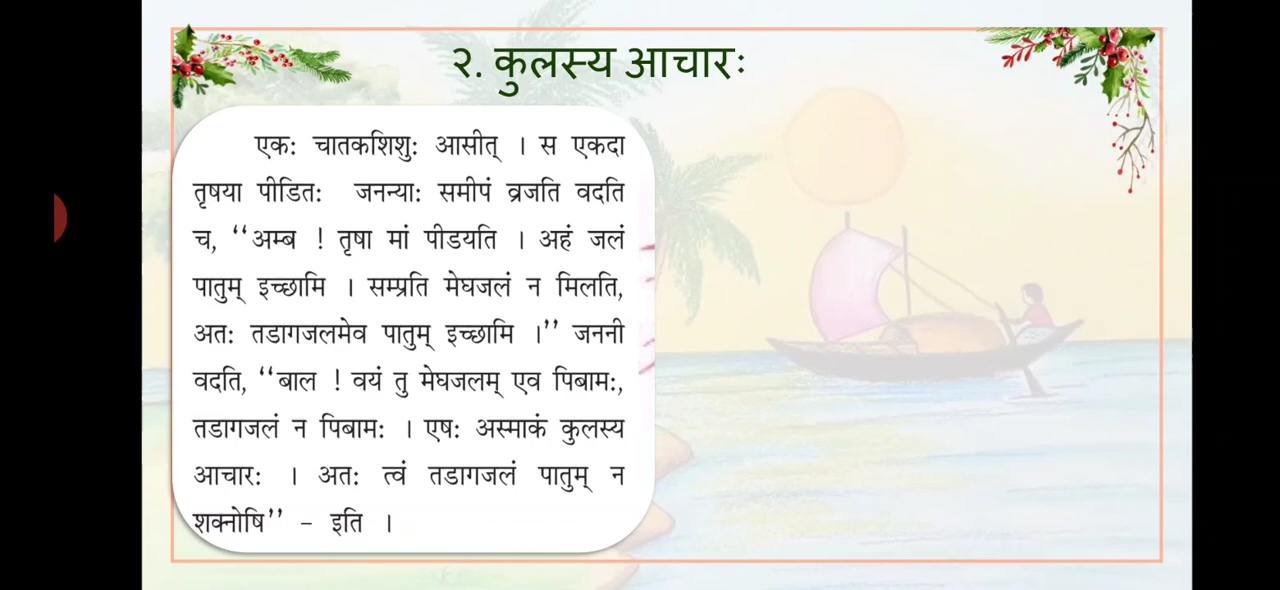 २. कुलस्य आचारः
एक: चातकशिशु: आसीत् । स एकदा
तृषया पीडित: जनन्या: समीपं व्रजति वदति
च, “अम्ब ! तृषा मां पीडयति । अहं जलं
पातुम् इच्छामि । सम्प्रति मेघजलं न मिलति,
अत: तडागजलमेव पातुम् इच्छामि ।” जननी
वदति, “बाल ! वयं तु मेघजलम् एव पिबाम:,
तडागजलं न पिबाम: । एष: अस्माकं कुलस्य
आचार: । अत: त्वं तडागजलं पातुम् न
शक्नोषि” – इति ।